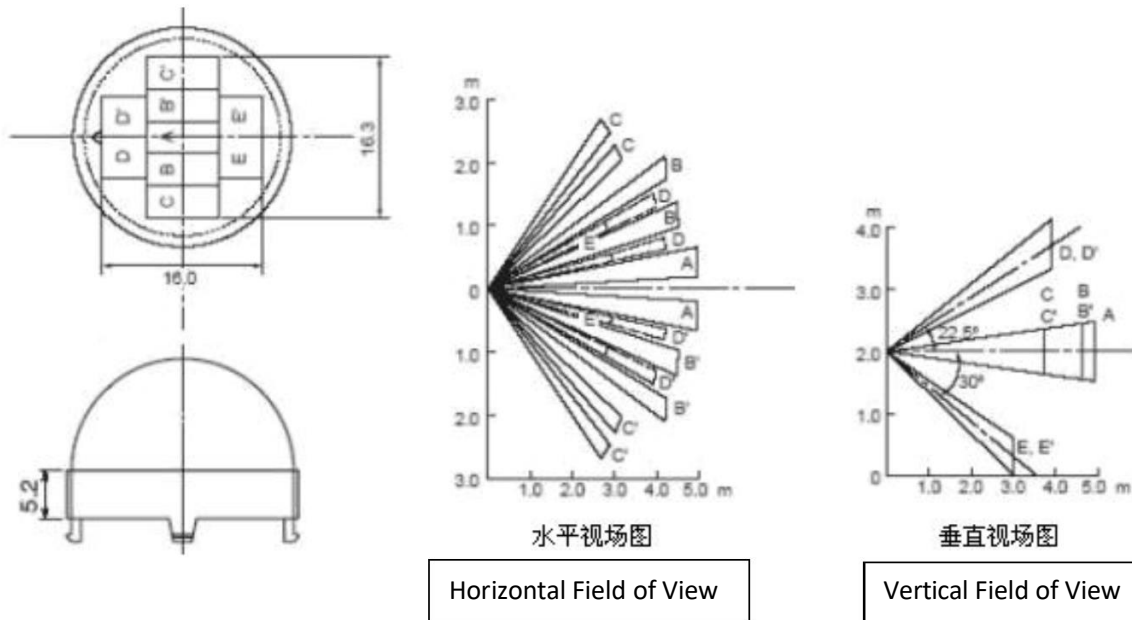 C'
B'
A
B
C
D'
D
E'
E
16.3
16.0
5.2
m
3.0
2.0
1.0
0
1.0
2.0
3.0
1.0 2.0 3.0 4.0 5.0 m
C
C
B
D
B
E
D
A
A
E
D'
B'
D
B'
C'
C'
水平视场图
Horizontal Field of View
m
4.0
3.0
2.0
1.0
0
1.0 2.0 3.0 4.0 5.0 m
D, D'
C B
C' B' A
22.5°
30°
E, E'
垂直视场图
Vertical Field of View